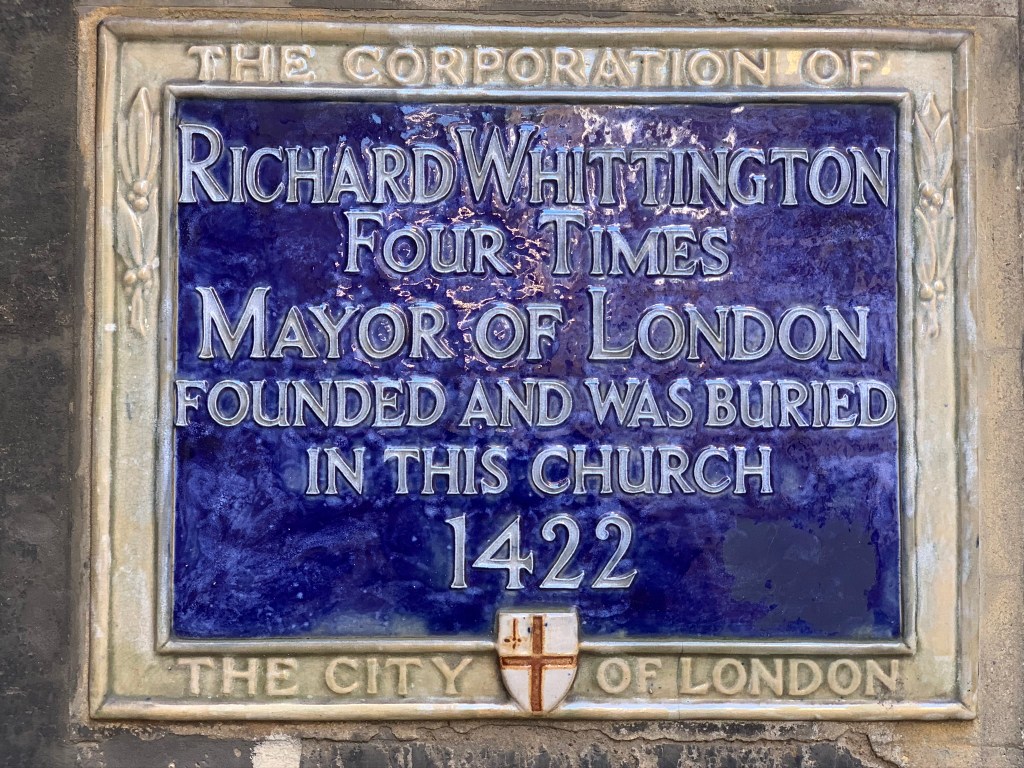 THE CORPORATION OF
RICHARD WHITTINGTON
FOUR TIMES
MAYOR OF LONDON
FOUNDED AND WAS BURIED
IN THIS CHURCH
1422
THE CITY OF LONDON